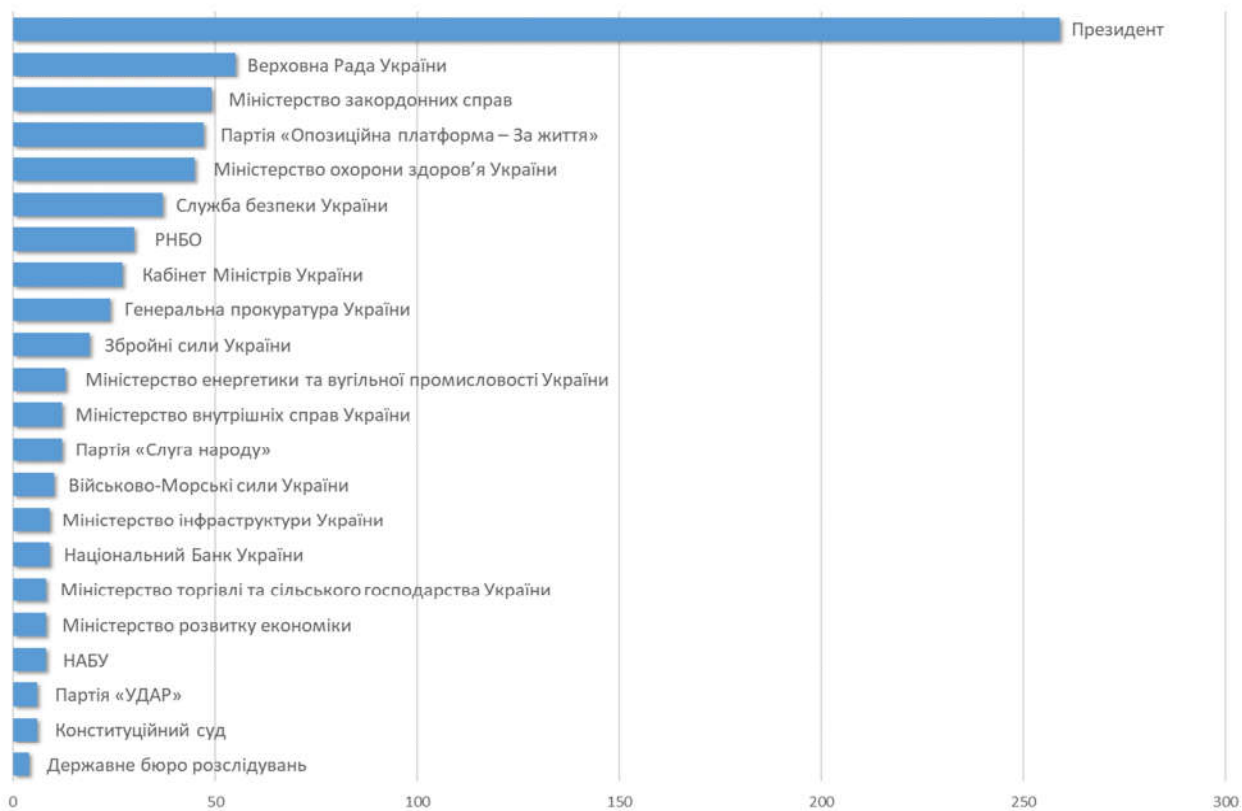 Президент
Верховна Рада України
Міністерство закордонних справ
Партія «Опозиційна платформа – За життя»
Міністерство охорони здоров’я України
Служба безпеки України
РНБО
Кабінет Міністрів України
Генеральна прокуратура України
Збройні сили України
Міністерство енергетики та вугільної промисловості України
Міністерство внутрішніх справ України
Партія «Слуга народу»
Військово-Морські сили України
Міністерство інфраструктури України
Національний Банк України
Міністерство торгівлі та сільського господарства України
Міністерство розвитку економіки
НАБУ
Партія «УДАР»
Конституційний суд
Державне бюро розслідувань
0 50 100 150 200 250 300